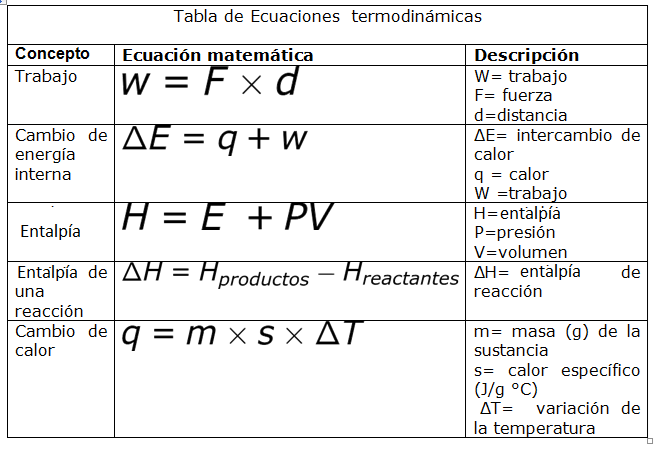 Tabla de Ecuaciones termodinámicas
Concepto
Ecuación matemática
Descripción
Trabajo
w = F × d
W= trabajo
F= fuerza
d=distancia
Cambio de
energía
interna
ΔE = q + w
ΔE= intercambio de
calor
q = calor
W =trabajo
Entalpía
H = E + PV
H=entalpía
P=presión
V=volumen
Entalpía de
una
reacción
ΔH = Hproductos − Hreactantes
ΔH= entalpía de
reacción
Cambio de
calor
q = m × s × ΔT
m= masa (g) de la
sustancia
s= calor específico
(J/g °C)
ΔT= variación de
la temperatura